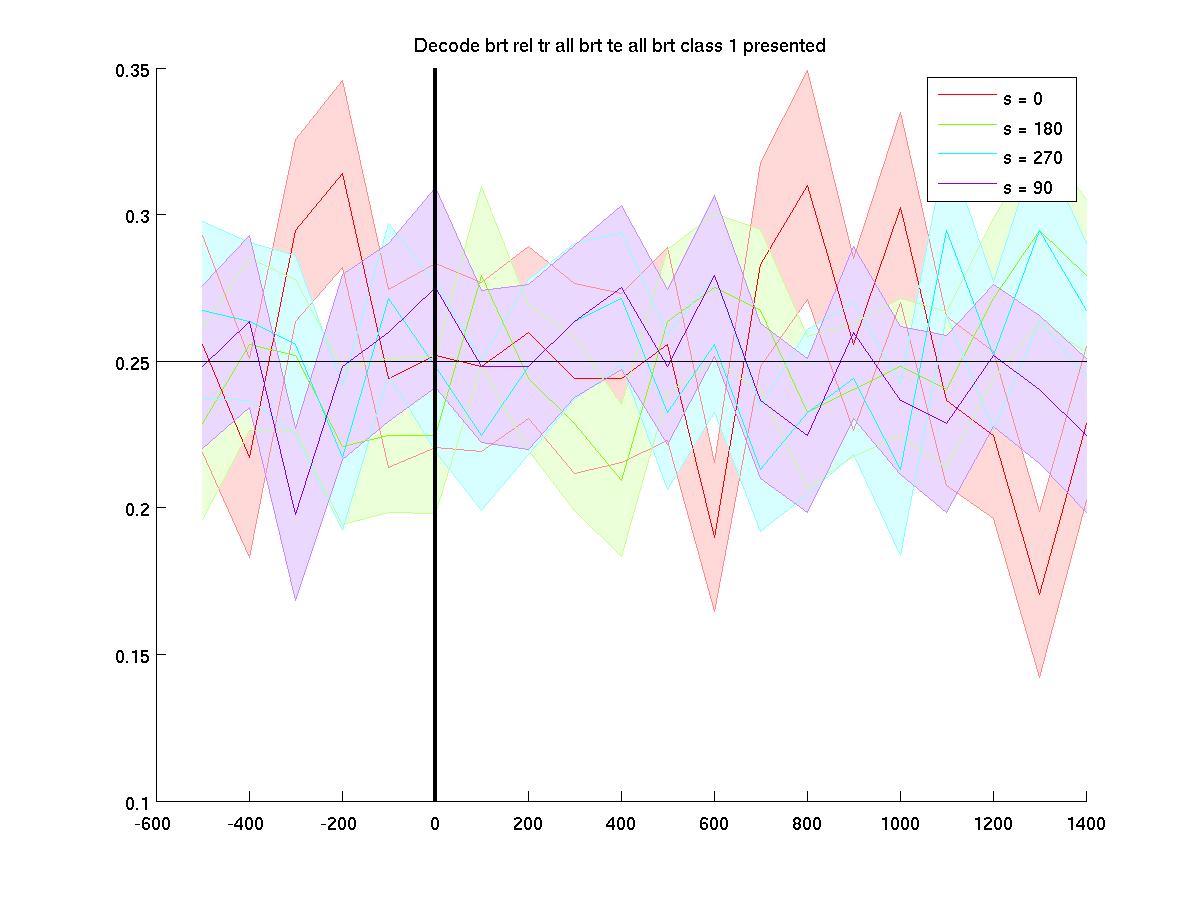 Decode brt rel tr all brt te all brt class 1 presented
0.35
0.3
0.25
0.2
0.15
0.1
s = 0
s = 180
s = 270
s = 90
-600 -400 -200 0 200 400 600 800 1000 1200 1400